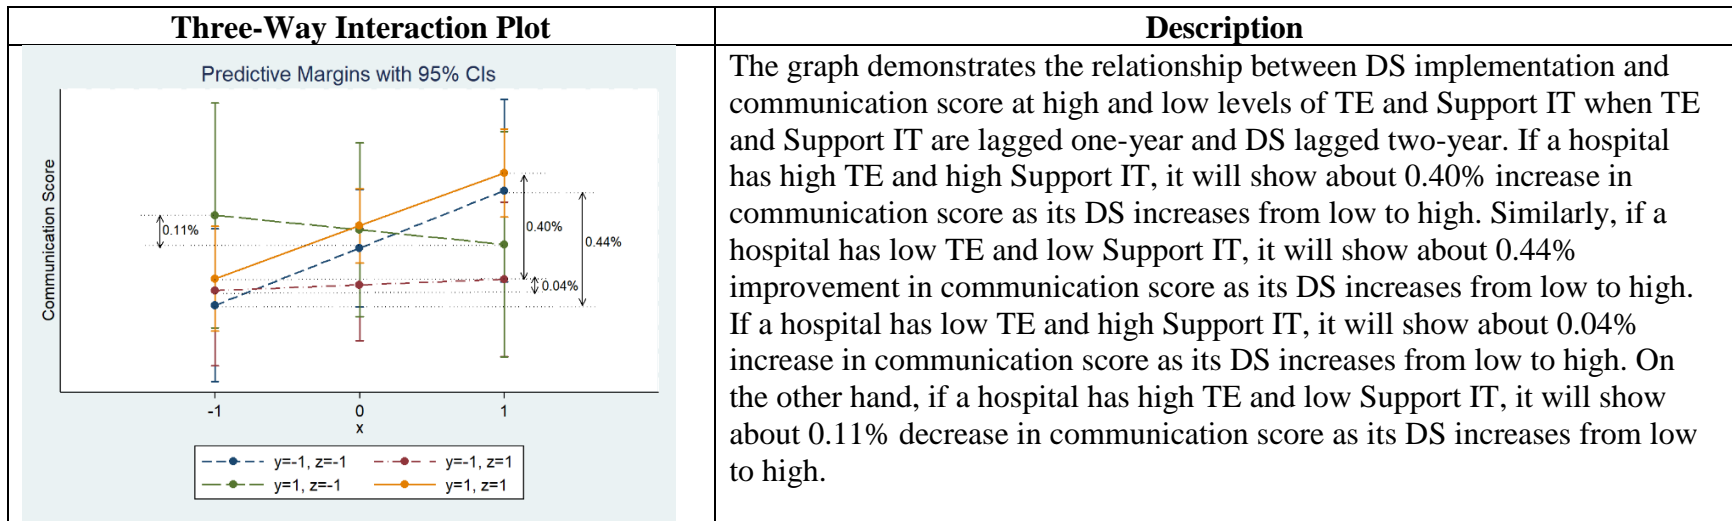 Three-Way Interaction Plot
Predictive Margins with 95% CIs
Communication Score
0.11%
0.40%
0.44%
0.04%
-1
0
1
x
y=-1, z=-1
y=-1, z=1
y=1, z=-1
y=1, z=1
Description
The graph demonstrates the relationship between DS implementation and
communication score at high and low levels of TE and Support IT when TE
and Support IT are lagged one-year and DS lagged two-year. If a hospital
has high TE and high Support IT, it will show about 0.40% increase in
communication score as its DS increases from low to high. Similarly, if a
hospital has low TE and low Support IT, it will show about 0.44%
improvement in communication score as its DS increases from low to high.
If a hospital has low TE and high Support IT, it will show about 0.04%
increase in communication score as its DS increases from low to high. On
the other hand, if a hospital has high TE and low Support IT, it will show
about 0.11% decrease in communication score as its DS increases from low
to high.